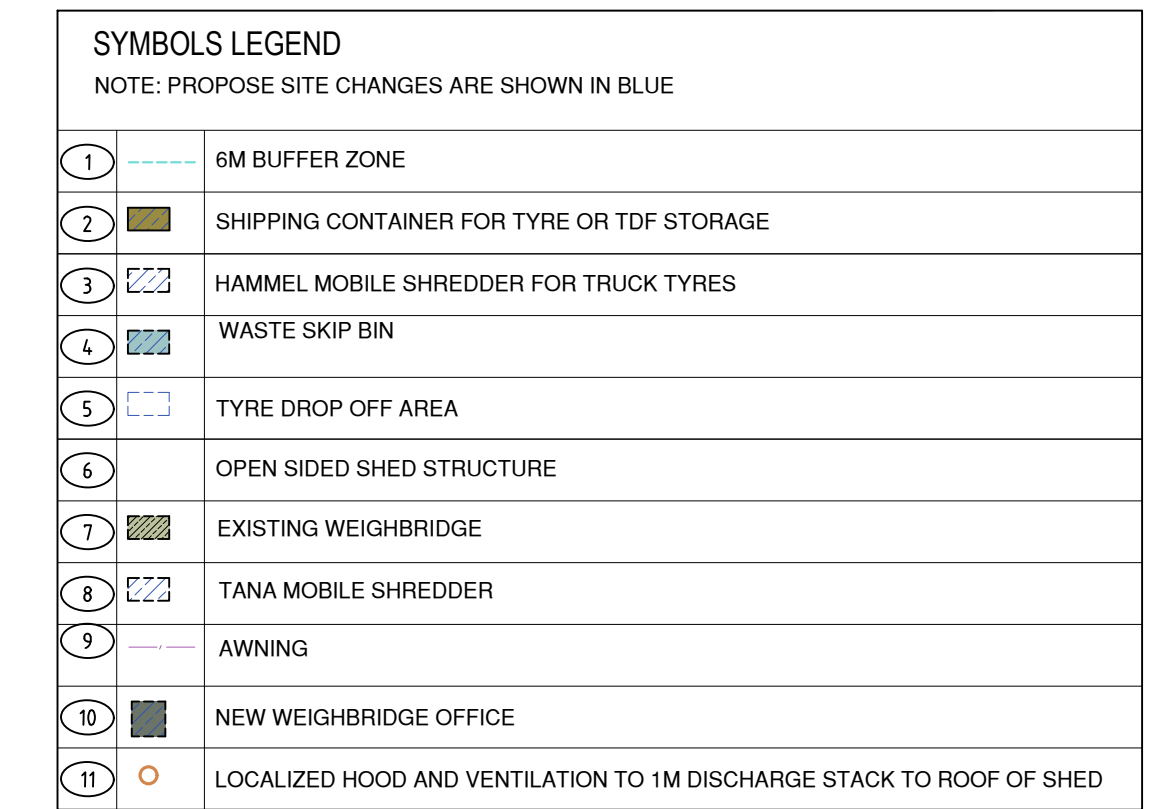 SYMBOLS LEGEND
NOTE: PROPOSE SITE CHANGES ARE SHOWN IN BLUE
1 6M BUFFER ZONE
2 SHIPPING CONTAINER FOR TYRE OR TDF STORAGE
3 HAMMEL MOBILE SHREDDER FOR TRUCK TYRES
4 WASTE SKIP BIN
5 TYRE DROP OFF AREA
6 OPEN SIDED SHED STRUCTURE
7 EXISTING WEIGHBRIDGE
8 TANA MOBILE SHREDDER
9 AWNING
10 NEW WEIGHBRIDGE OFFICE
11 LOCALIZED HOOD AND VENTILATION TO 1M DISCHARGE STACK TO ROOF OF SHED